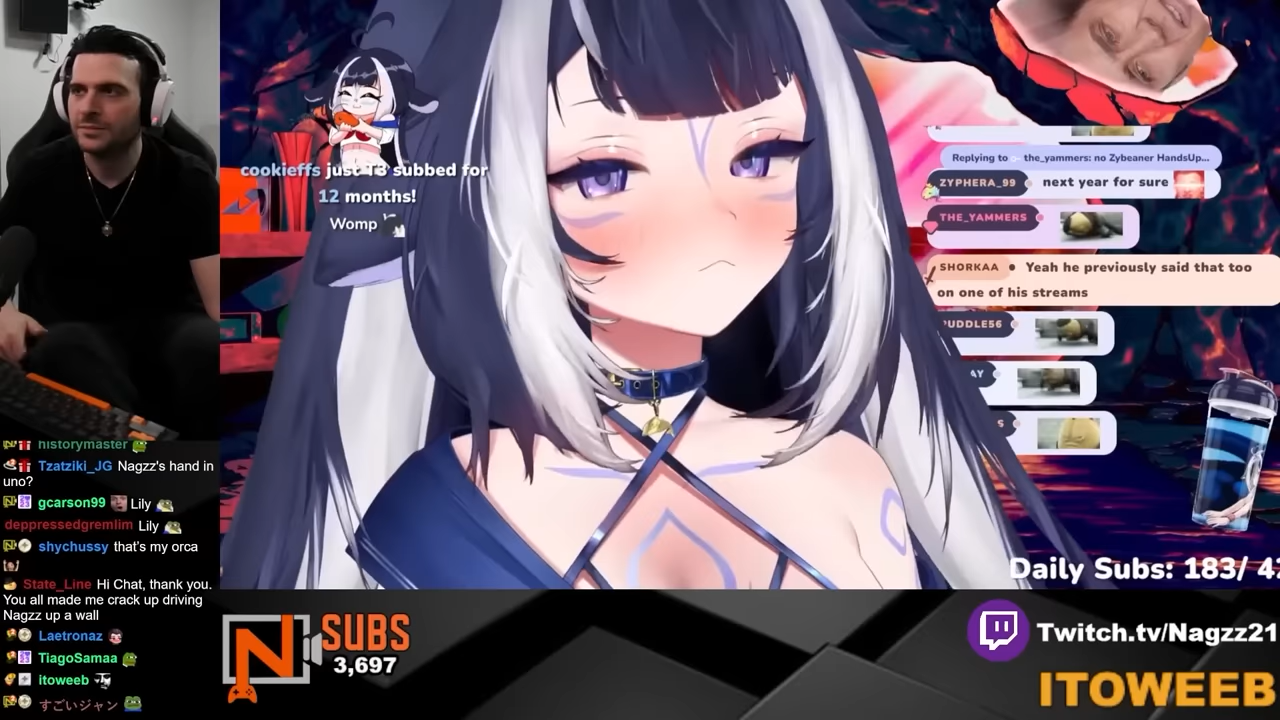 cookieffs just T3 subbed for
12 months!
Womp
Replying to the_yammers: no Zybeaner HandsUp...
ZYPHERA_99 next year for sure
THE_YAMMERS
SHORKAA • Yeah he previously said that too
on one of his streams
PUDDLE56
AY
S
historymaster
Tzatziki_JG Nagzz's hand in
uno?
gcarson99 Lily
deppressedgremlim Lily
shychussy that's my orca
State_Line Hi Chat, thank you.
You all made me crack up driving
Nagzz up a wall
Laetronaz
TiagoSamaa
itoweeb
すごいジャン
Daily Subs: 183/ 4
N SUBS
3,697
Twitch.tv/Nagzz21
ITOWEEB